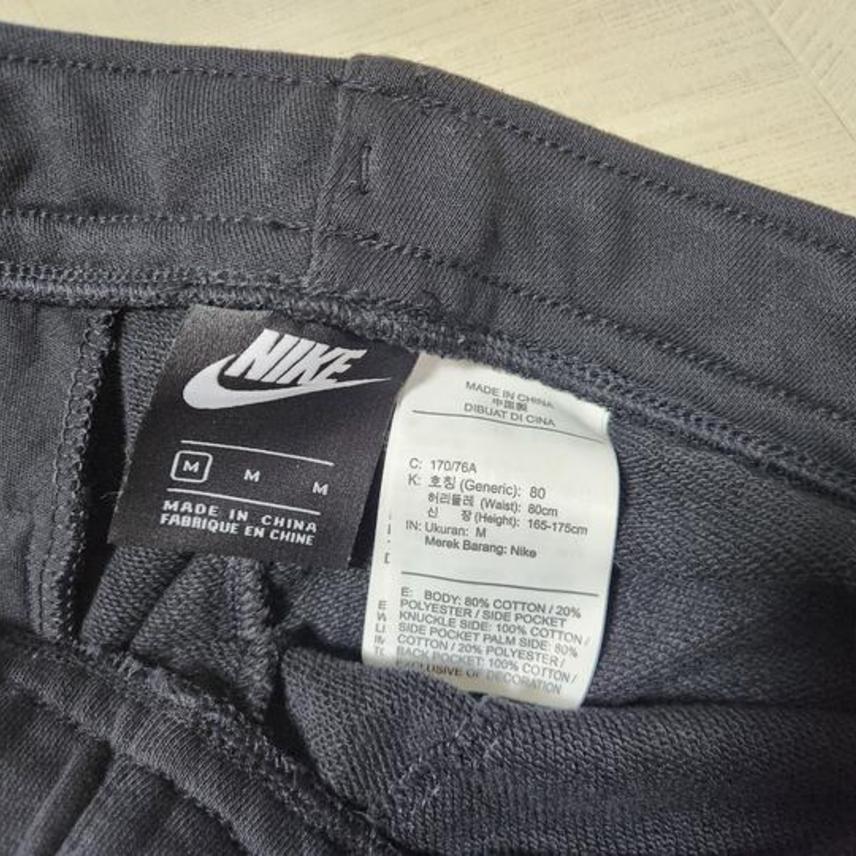 NIKE
M M M
MADE IN CHINA
FABRIQUE EN CHINE
MADE IN CHINA
中国製
DIBUAT DI CINA
C: 170/76A
K: 호칭 (Generic): 80
허리둘레 (Waist): 80cm
신 장 (Height): 165-175cm
IN: Ukuran: M
Merek Barang: Nike
E: BODY: 80% COTTON / 20%
POLYESTER / SIDE POCKET
KNUCKLE SIDE: 100% COTTON /
SIDE POCKET PALM SIDE: 80%
COTTON / 20% POLYESTER /
BACK POCKET: 100% COTTON /
EXCLUSIVE OF DECORATION